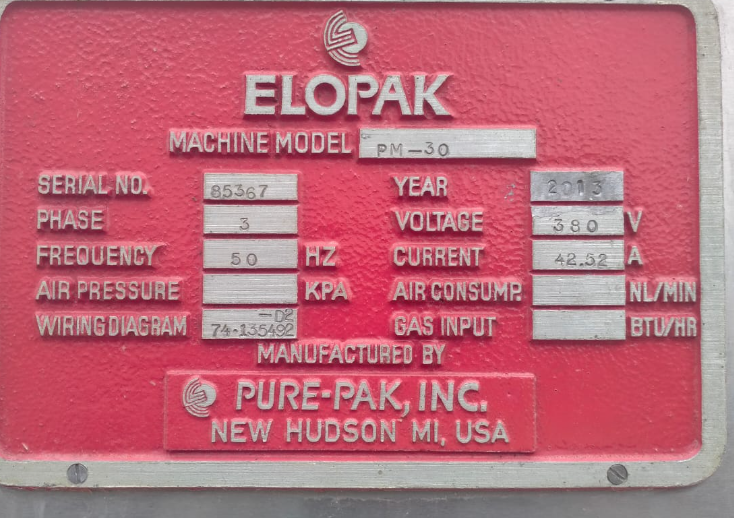 ELOPAK
MACHINE MODEL PM-30
SERIAL NO. 85367 YEAR 2013
PHASE 3 VOLTAGE 380 V
FREQUENCY 50 HZ CURRENT 42.52 A
AIR PRESSURE KPA AIR CONSUMP. NL/MIN
WIRING DIAGRAM 74-135492 -D2 GAS INPUT BTU/HR
MANUFACTURED BY
PURE-PAK, INC.
NEW HUDSON MI, USA